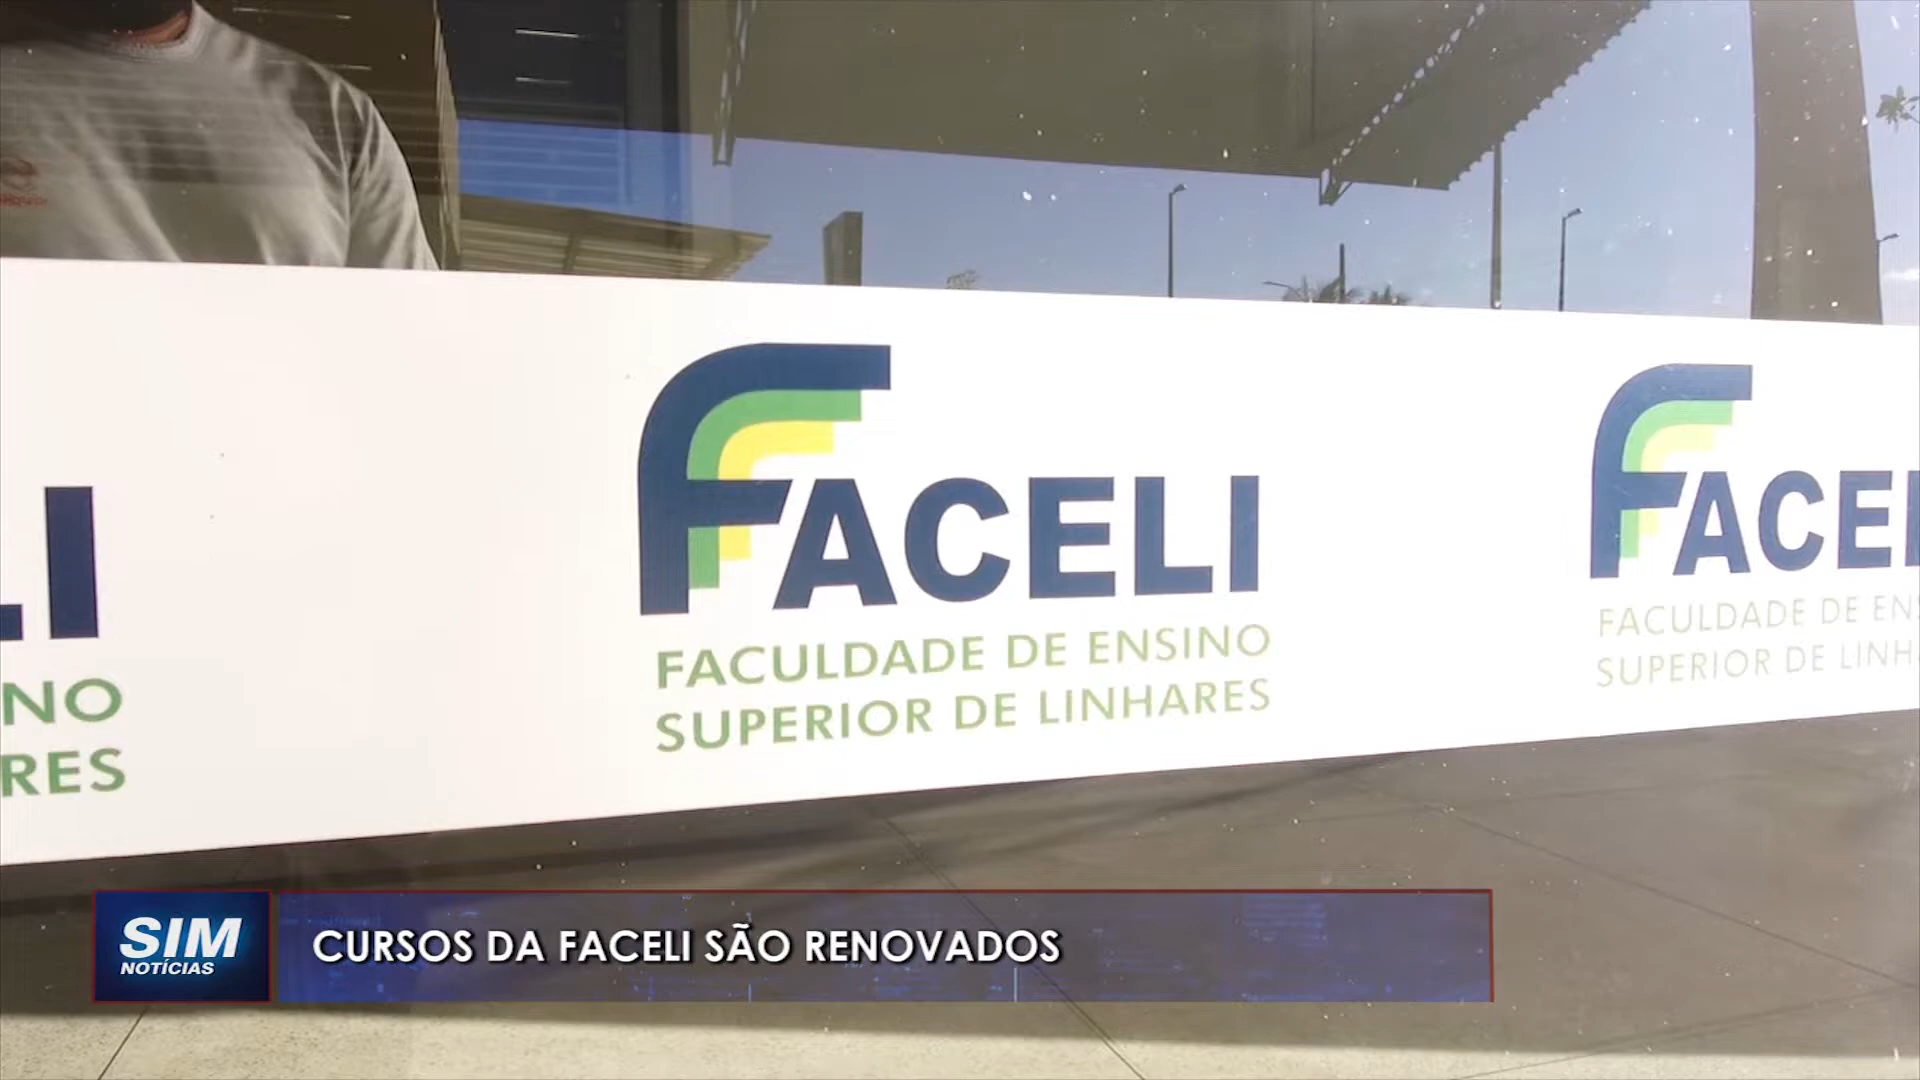 LI
NO
RES
FACELI
FACULDADE DE ENSINO
SUPERIOR DE LINHARES
FACEL
FACULDADE DE ENS
SUPERIOR DE LINH
SIM
NOTÍCIAS
CURSOS DA FACELI SÃO RENOVADOS